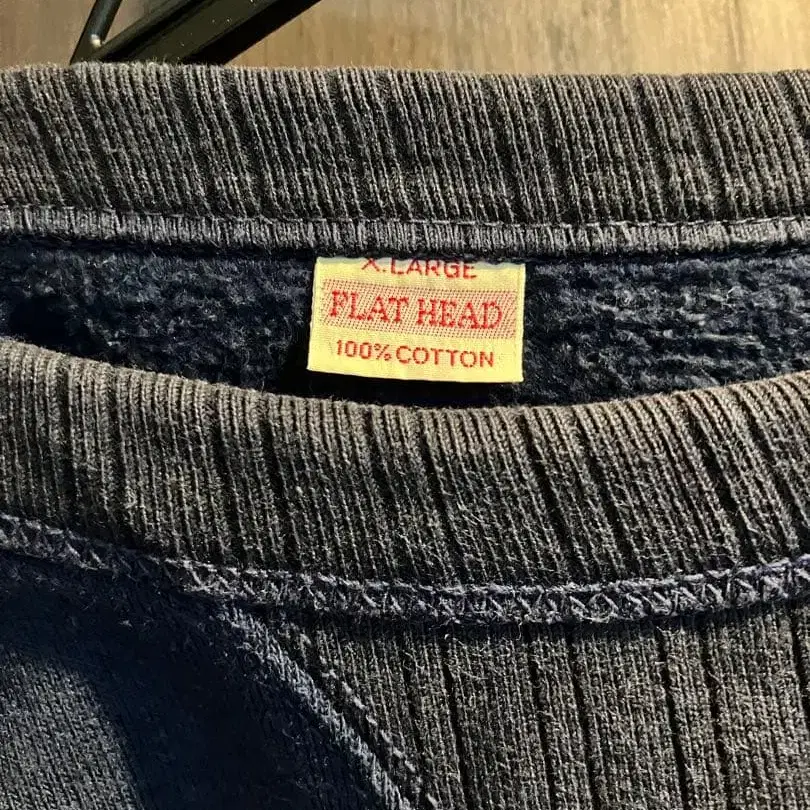 X.LARGE
FLAT HEAD
100% COTTON